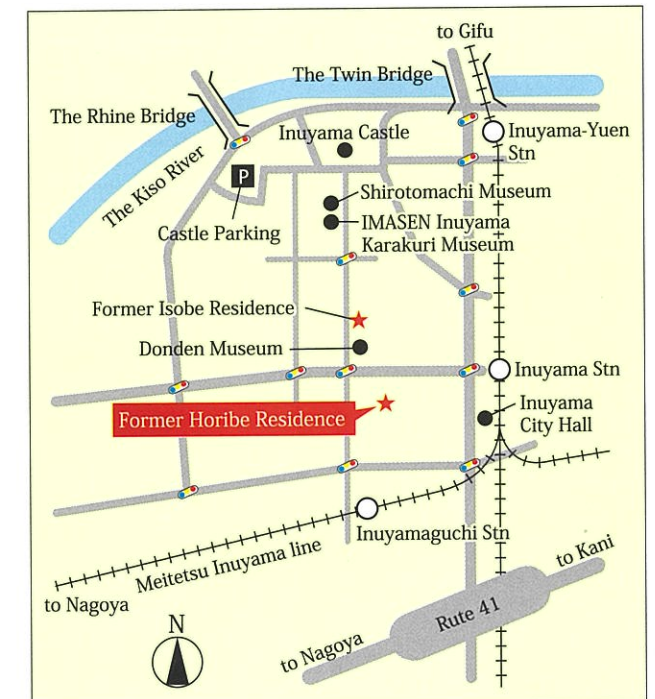 to Gifu
The Twin Bridge
The Rhine Bridge
Inuyama Castle
Inuyama-Yuen
Stn
The Kiso River
P
Castle Parking
Shirotomachi Museum
IMASEN Inuyama
Karakuri Museum
Former Isobe Residence
Donden Museum
Inuyama Stn
Former Horibe Residence
Inuyama
City Hall
Inuyamaguchi Stn
Meitetsu Inuyama line
to Nagoya
to Kani
Rute 41
to Nagoya
N